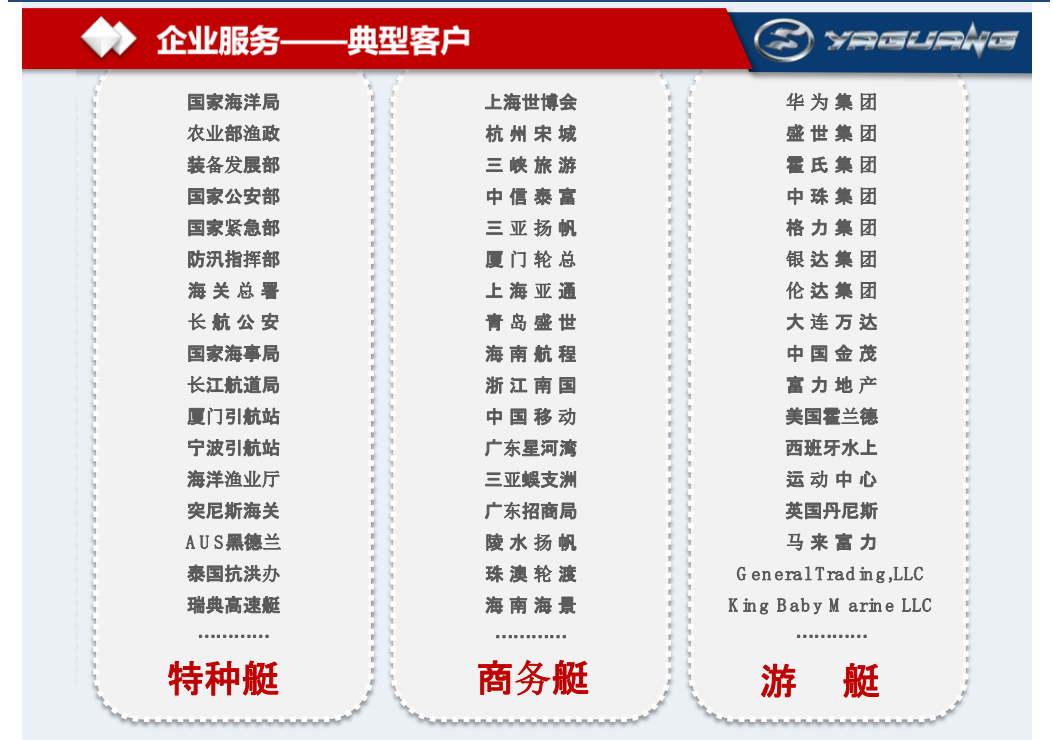 企业服务——典型客户
YAGUANG
国家海洋局
农业部渔政
装备发展部
国家公安部
国家紧急部
防汛指挥部
海关总署
长航公安
国家海事局
长江航道局
厦门引航站
宁波引航站
海洋渔业厅
突尼斯海关
AUS黑德兰
泰国抗洪办
瑞典高速艇
............
特种艇
上海世博会
杭州宋城
三峡旅游
中信泰富
三亚扬帆
厦门轮总
上海亚通
青岛盛世
海南航程
浙江南国
中国移动
广东星河湾
三亚蜈支洲
广东招商局
陵水扬帆
珠澳轮渡
海南海景
............
商务艇
华为集团
盛世集团
霍氏集团
中珠集团
格力集团
银达集团
伦达集团
大连万达
中国金茂
富力地产
美国霍兰德
西班牙水上
运动中心
英国丹尼斯
马来富力
GeneralTrading,LLC
King Baby Marine LLC
............
游 艇